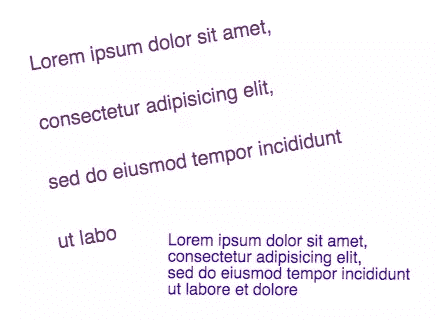 Lorem ipsum dolor sit amet,
consectetur adipisicing elit,
sed do eiusmod tempor incididunt
ut labo
Lorem ipsum dolor sit amet,
consectetur adipisicing elit,
sed do eiusmod tempor incididunt
ut labore et dolore